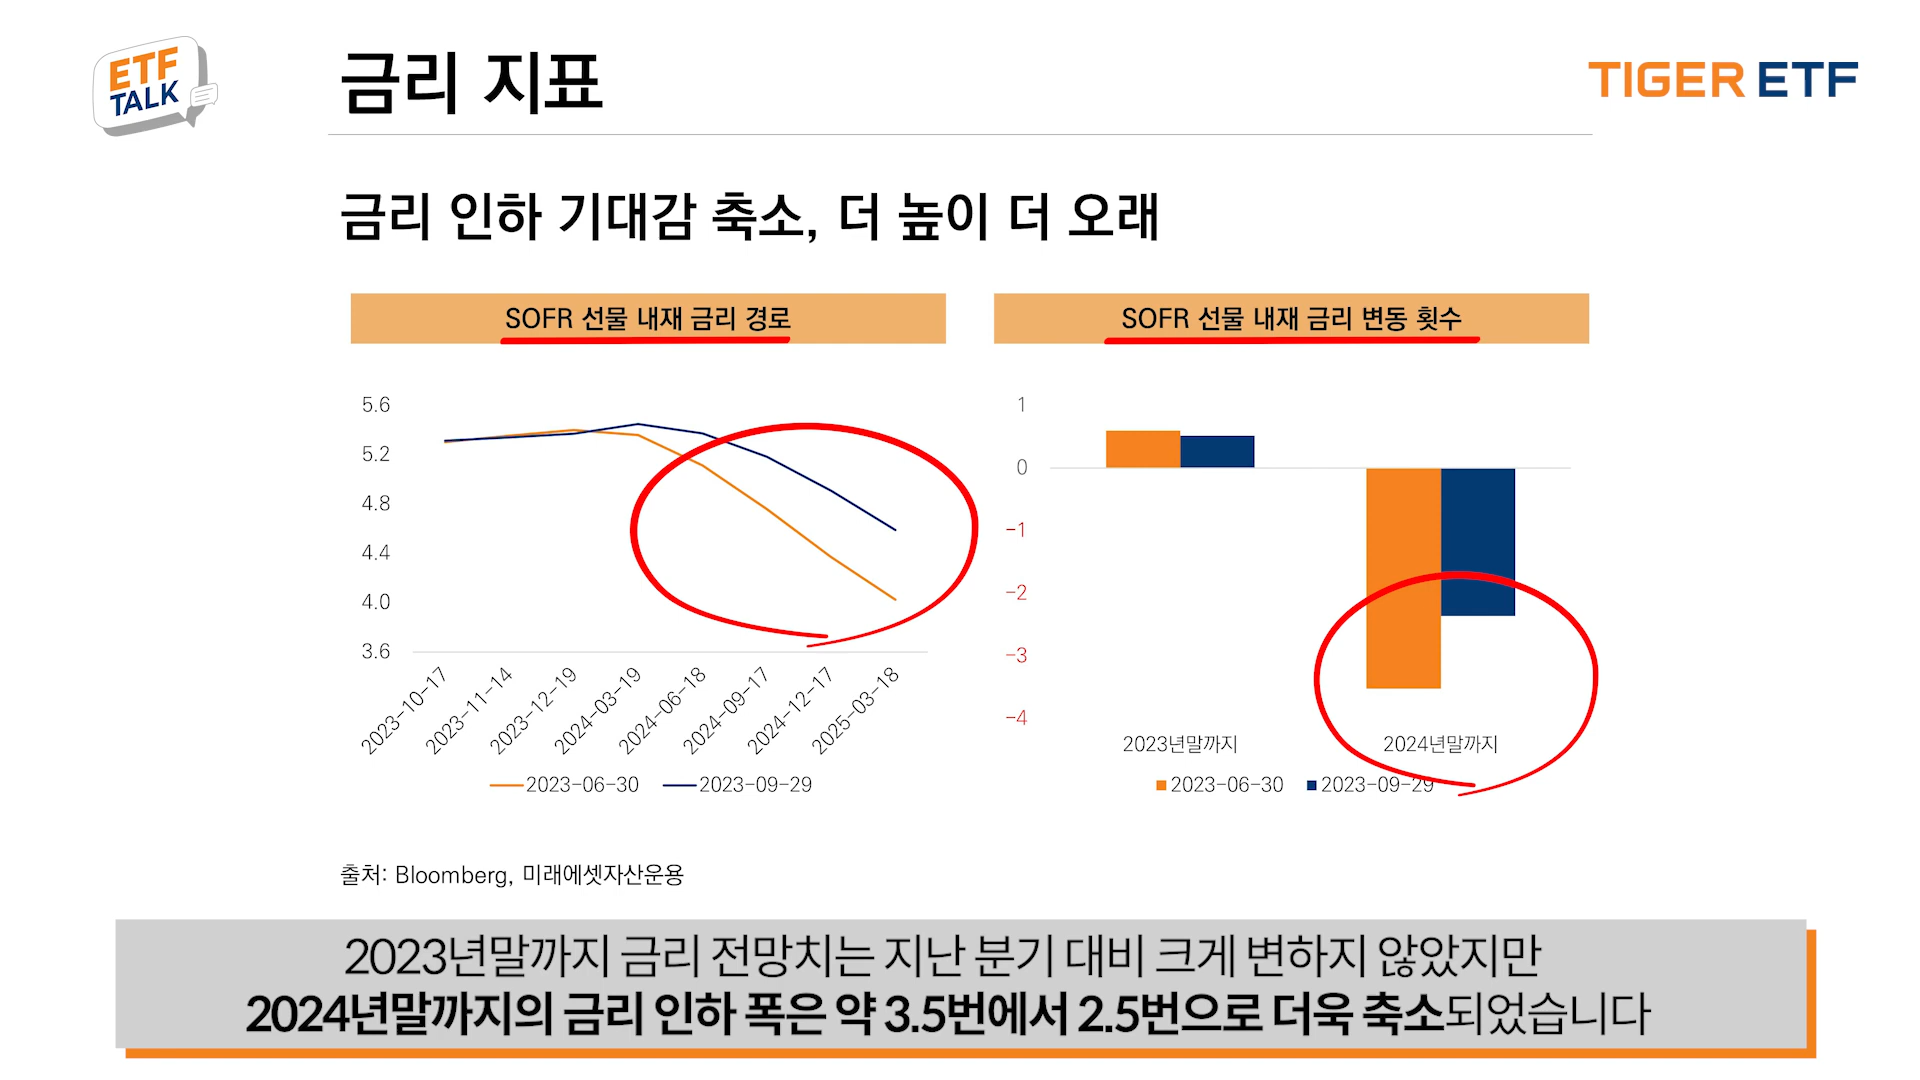 ETF
TALK
금리 지표
TIGER ETF
금리 인하 기대감 축소, 더 높이 더 오래
SOFR 선물 내재 금리 경로
5.6
5.2
4.8
4.4
4.0
3.6
2023-10-17
2023-11-14
2023-12-19
2024-03-19
2024-06-18
2024-09-17
2024-12-17
2025-03-18
2023-06-30
2023-09-29
SOFR 선물 내재 금리 변동 횟수
1
0
-1
-2
-3
-4
2023년말까지
2024년말까지
2023-06-30
2023-09-29
출처: Bloomberg, 미래에셋자산운용
2023년말까지 금리 전망치는 지난 분기 대비 크게 변하지 않았지만
2024년말까지의 금리 인하 폭은 약 3.5번에서 2.5번으로 더욱 축소되었습니다